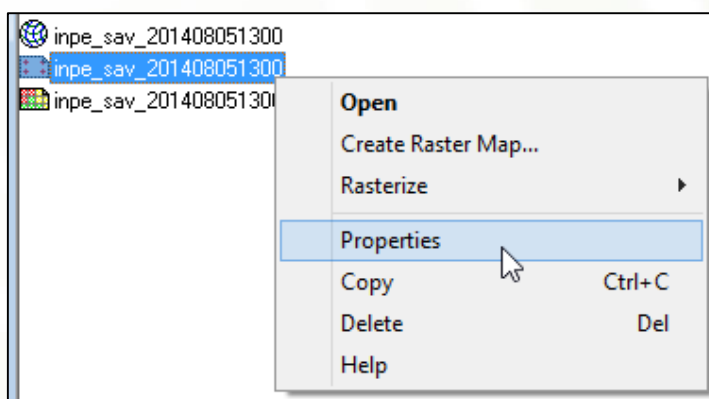 inpe_sav_201408051300
inpe_sav_201408051300
inpe_sav_20140805130
Open
Create Raster Map...
Rasterize
Properties
Copy Ctrl+C
Delete Del
Help